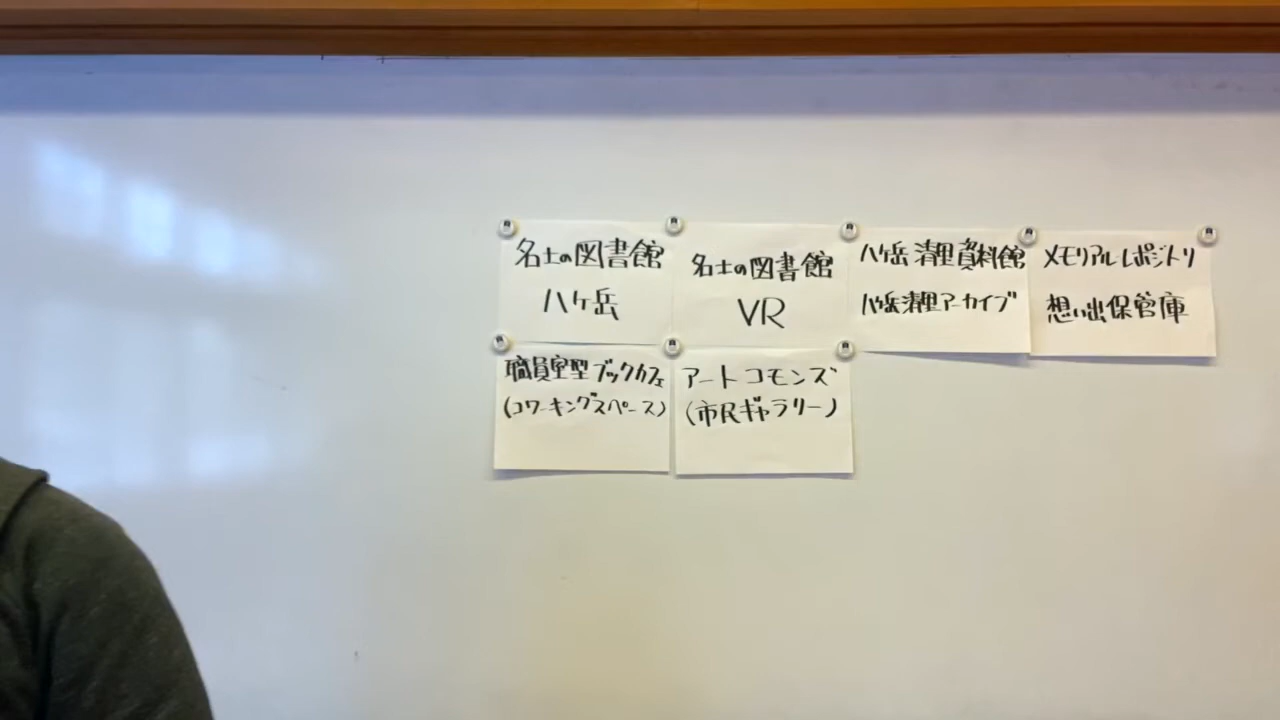 名士の図書館
八ヶ岳
名士の図書館
VR
八ヶ岳清里資料館
八ヶ岳清里アーカイブ
メモリアルレポジトリ
想い出保管庫
職員室型ブックカフェ
(コワーキングスペース)
アートコモンズ
(市民ギャラリー)